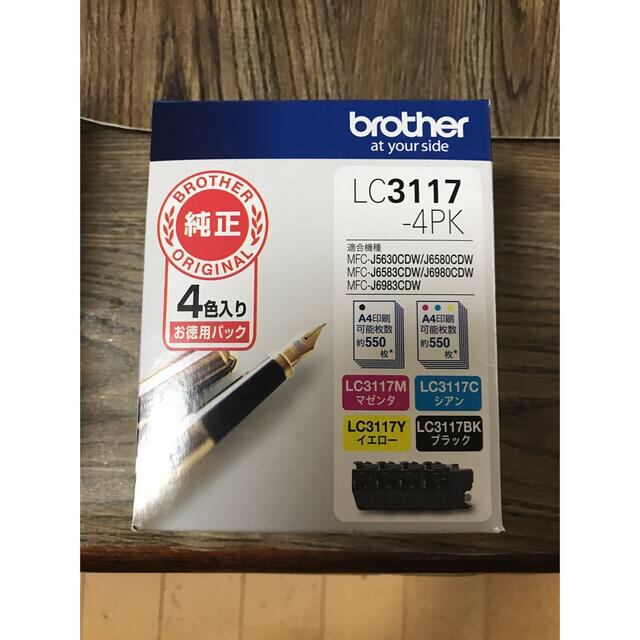 brother
at your side
LC3117
-4PK
BROTHER
純正
ORIGINAL
4色入り
お徳用パック
適合機種
MFC-J5630CDW/J6580CDW
MFC-J6583CDW/J6980CDW
MFC-J6983CDW
A4印刷
可能枚数
約550
枚*
A4印刷
可能枚数
約550
枚*
LC3117M
マゼンタ
LC3117C
シアン
LC3117Y
イエロー
LC3117BK
ブラック